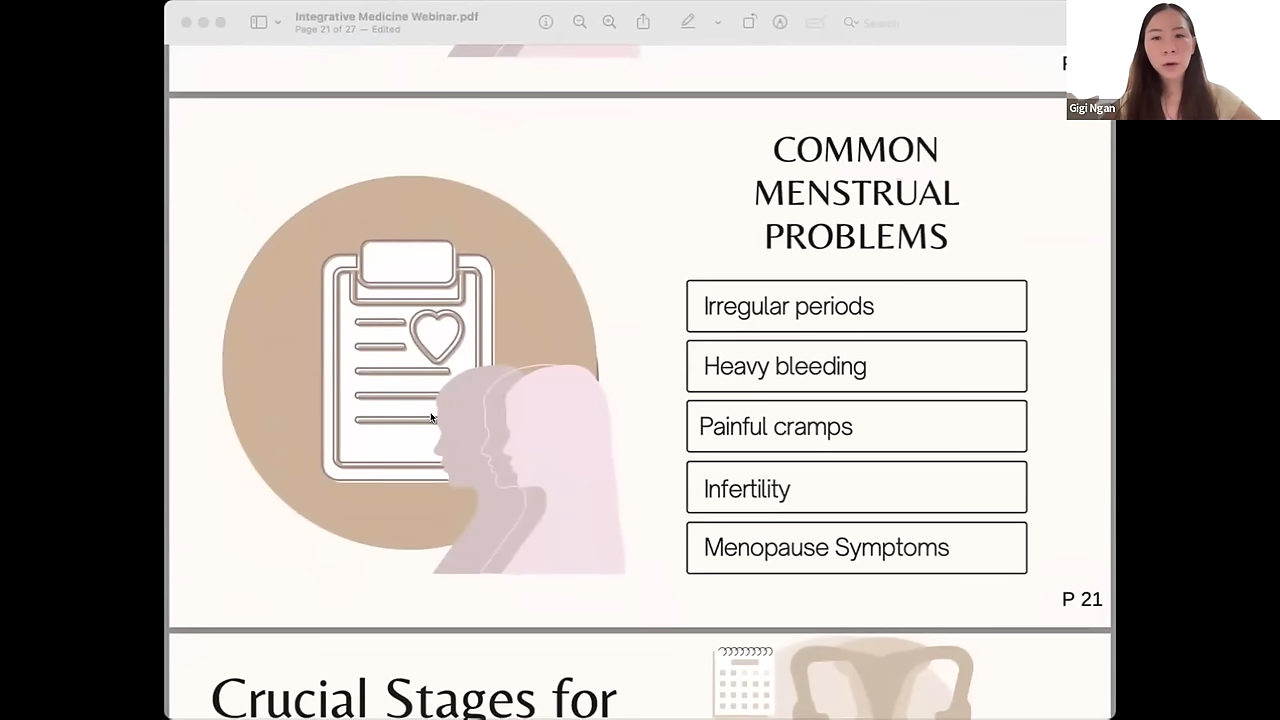 Integrative Medicine Webinar.pdf
Page 21 of 27 — Edited
Search
Gigi Ngan
COMMON
MENSTRUAL
PROBLEMS
Irregular periods
Heavy bleeding
Painful cramps
Infertility
Menopause Symptoms
P 21
Crucial Stages for